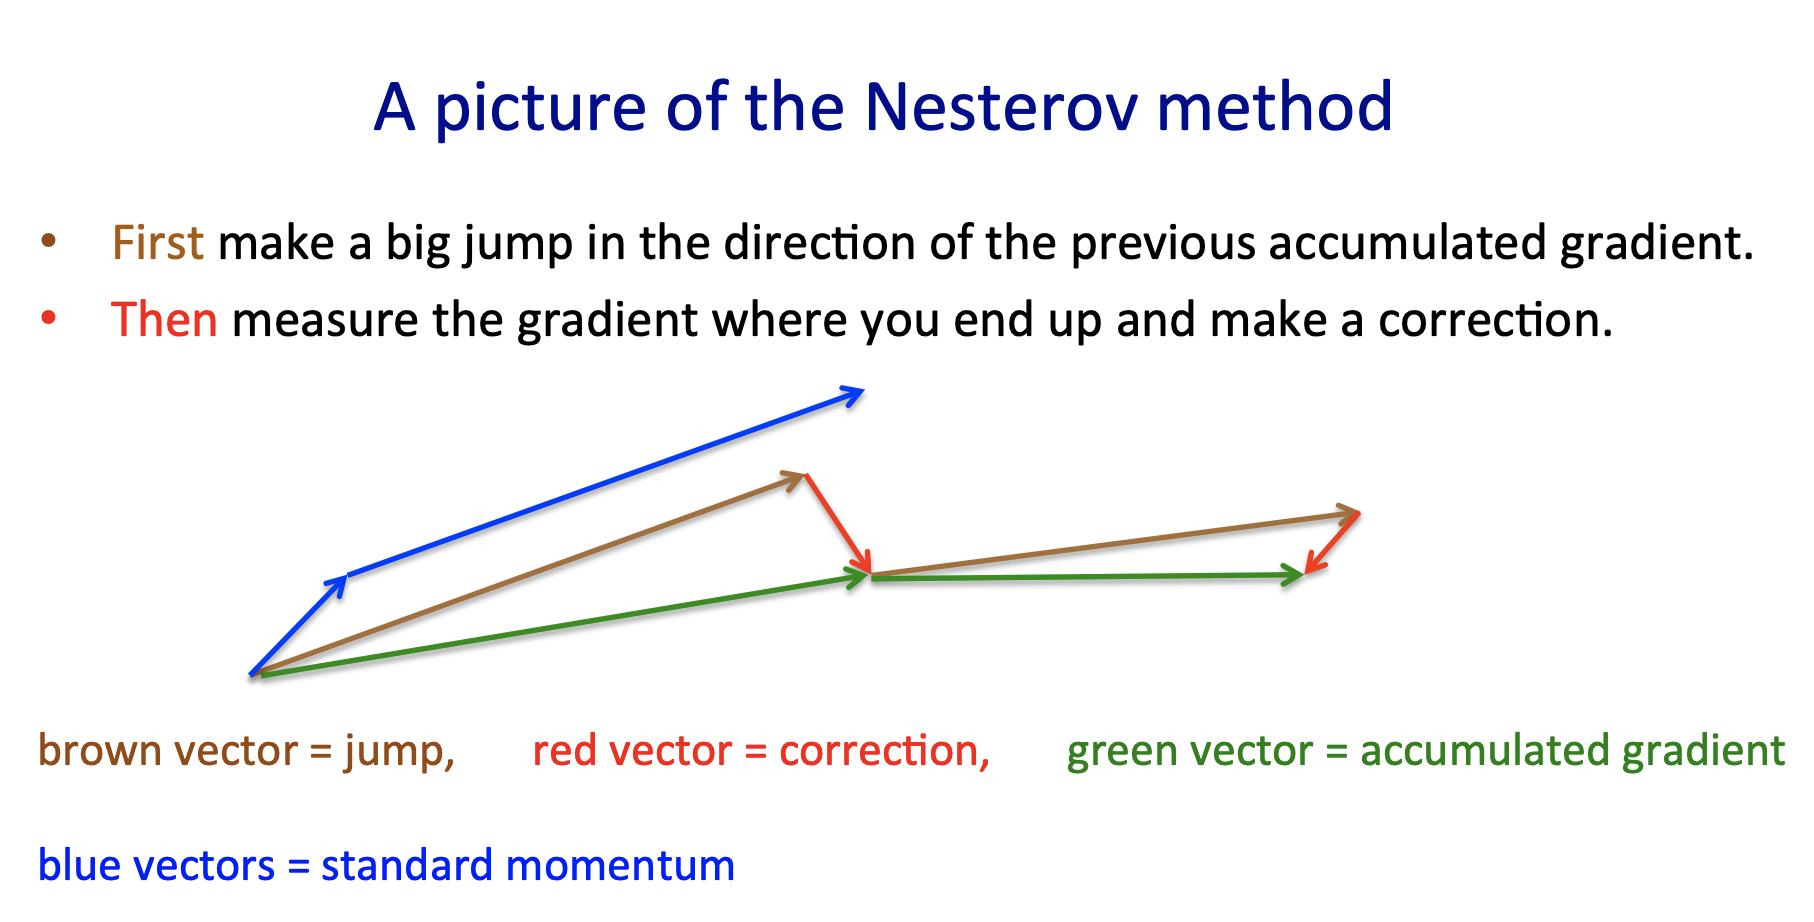 A picture of the Nesterov method
• First make a big jump in the direction of the previous accumulated gradient.
• Then measure the gradient where you end up and make a correction.
brown vector = jump, red vector = correction, green vector = accumulated gradient
blue vectors = standard momentum